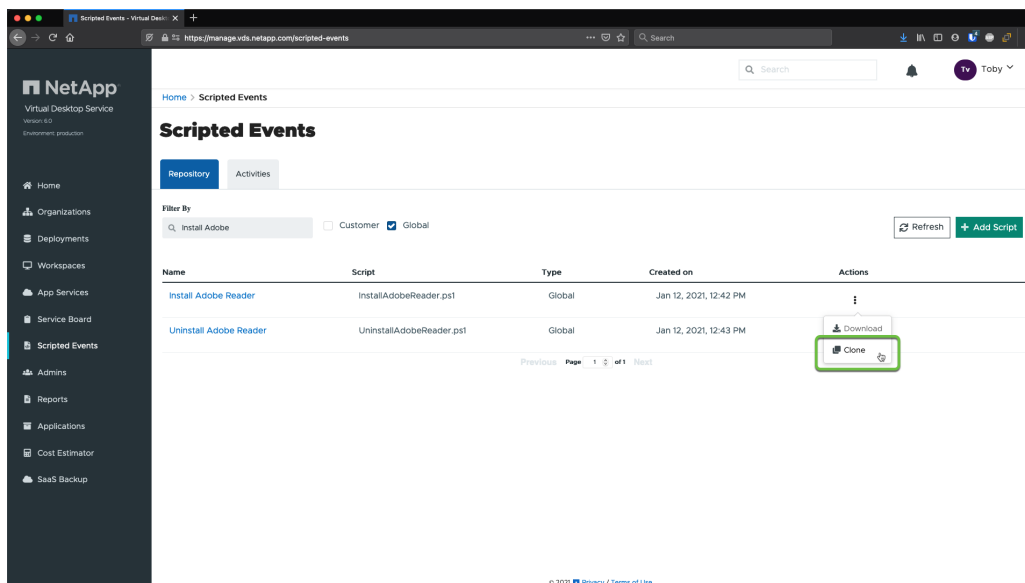 Scripted Events - Virtual Deskt
https://manage.vds.netapp.com/scripted-events
Search
NetApp
Virtual Desktop Service
Version: 6.0
Environment: production
Search
Tv
Toby
Home > Scripted Events
Scripted Events
Repository
Activities
Filter By
Install Adobe
Customer
Global
Refresh
+ Add Script
Name Script Type Created on Actions
Install Adobe Reader InstallAdobeReader.ps1 Global Jan 12, 2021, 12:42 PM
Uninstall Adobe Reader UninstallAdobeReader.ps1 Global Jan 12, 2021, 12:43 PM
Download
Clone
Previous Page 1 of 1 Next
Home
Organizations
Deployments
Workspaces
App Services
Service Board
Scripted Events
Admins
Reports
Applications
Cost Estimator
SaaS Backup
© 2021 Privacy / Terms of Use